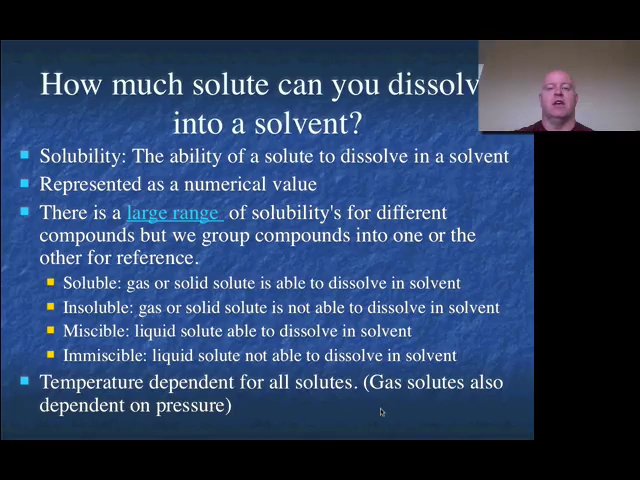 How much solute can you dissolv
into a solvent?
Solubility: The ability of a solute to dissolve in a solvent
Represented as a numerical value
There is a large range of solubility's for different
compounds but we group compounds into one or the
other for reference.
Soluble: gas or solid solute is able to dissolve in solvent
Insoluble: gas or solid solute is not able to dissolve in solvent
Miscible: liquid solute able to dissolve in solvent
Immiscible: liquid solute not able to dissolve in solvent
Temperature dependent for all solutes. (Gas solutes also
dependent on pressure)